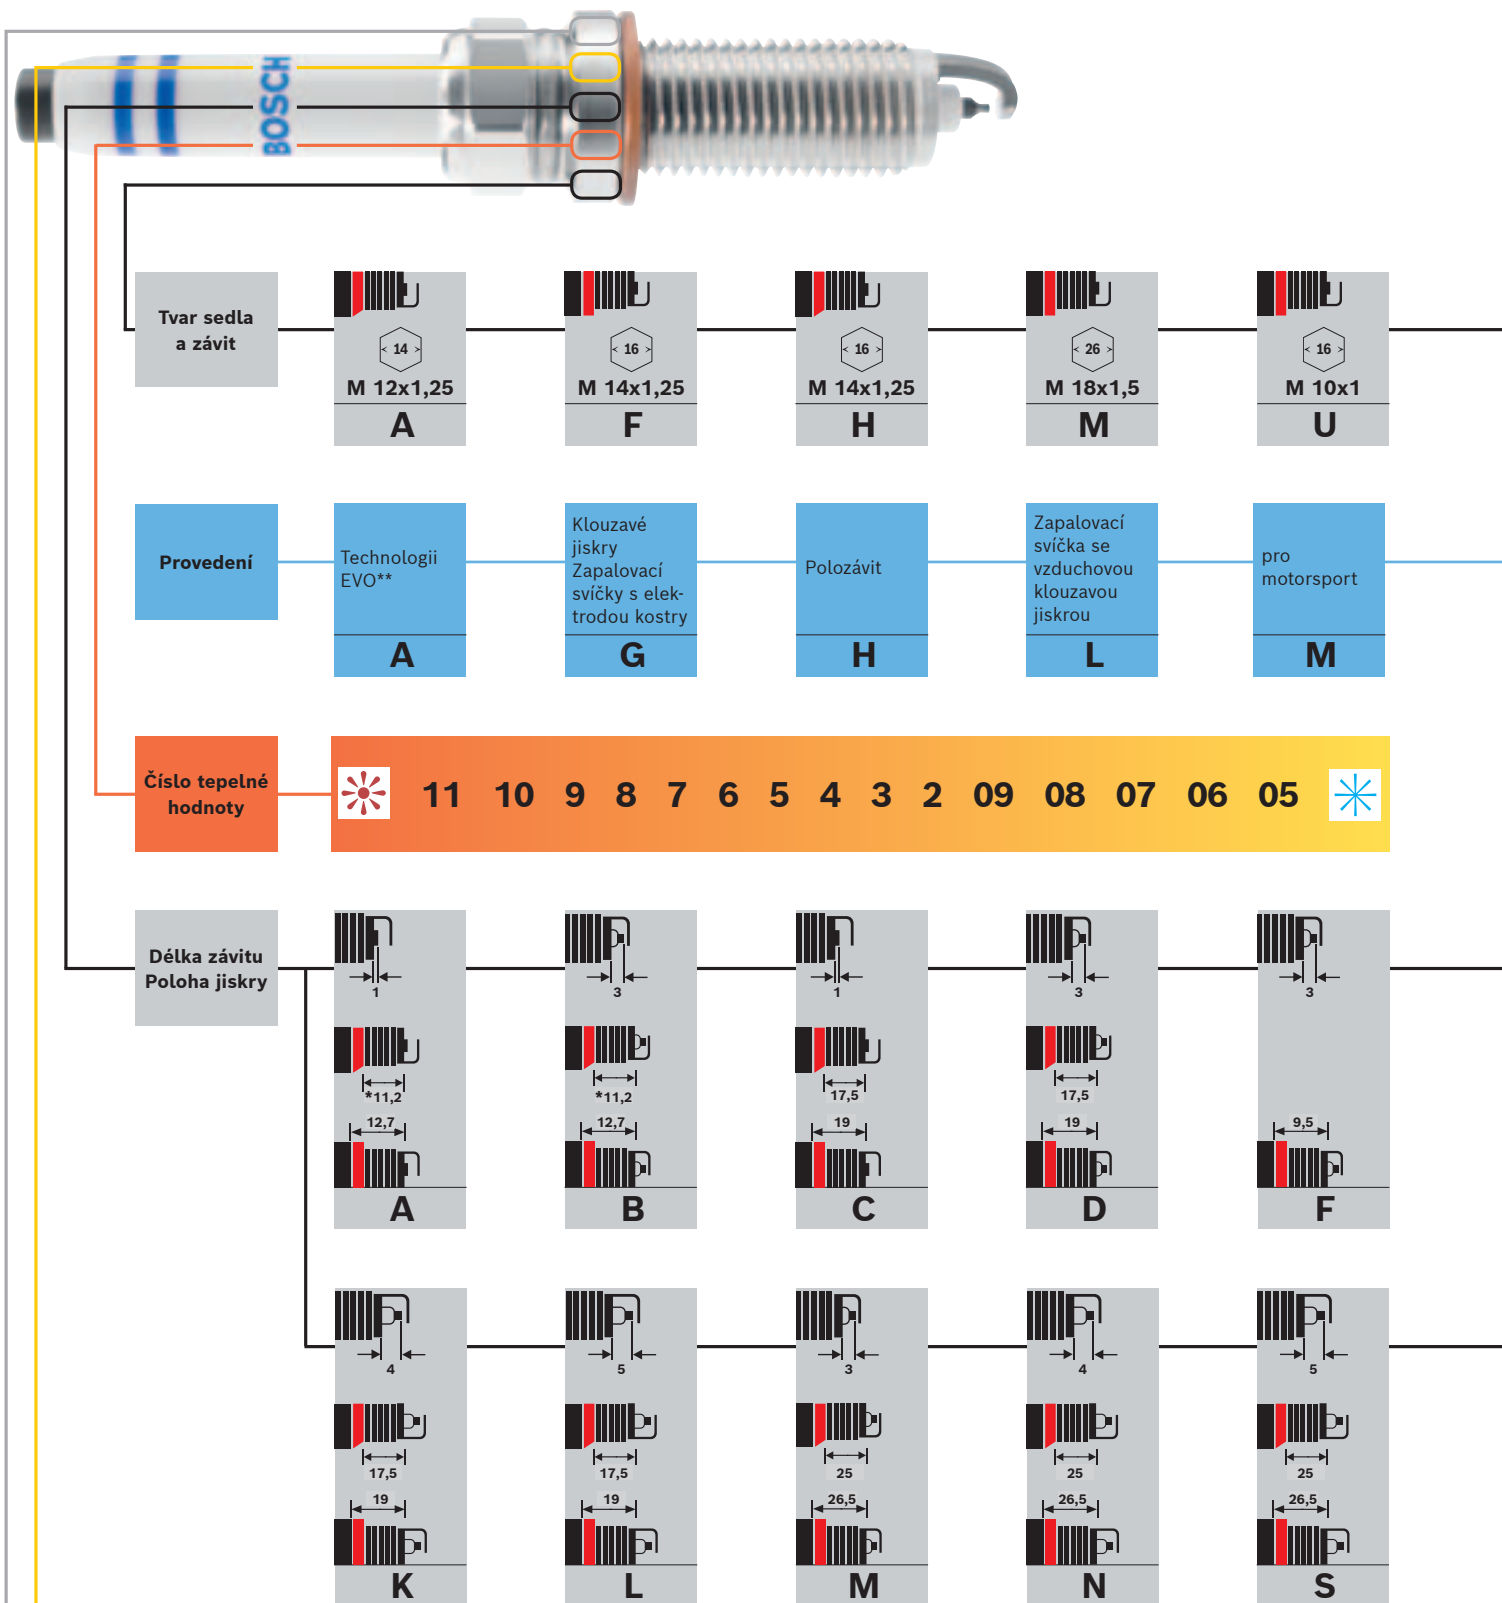 BOSCH
Tvar sedla
a závit
< 14 >
M 12x1,25
A
< 16 >
M 14x1,25
F
< 16 >
M 14x1,25
H
< 26 >
M 18x1,5
M
< 16 >
M 10x1
U
Provedení
Technologii
EVO**
A
Klouzavé
jiskry
Zapalovací
svíčky s elek-
trodou kostry
G
Polozávit
H
Zapalovací
svíčka se
vzduchovou
klouzavou
jiskrou
L
pro
motorsport
M
Číslo tepelné
hodnoty
11 10 9 8 7 6 5 4 3 2 09 08 07 06 05
Délka závitu
Poloha jiskry
1
*11,2
12,7
A
3
*11,2
12,7
B
1
17,5
19
C
3
17,5
19
D
3
9,5
F
4
17,5
19
K
5
17,5
19
L
3
25
26,5
M
4
25
26,5
N
5
25
26,5
S